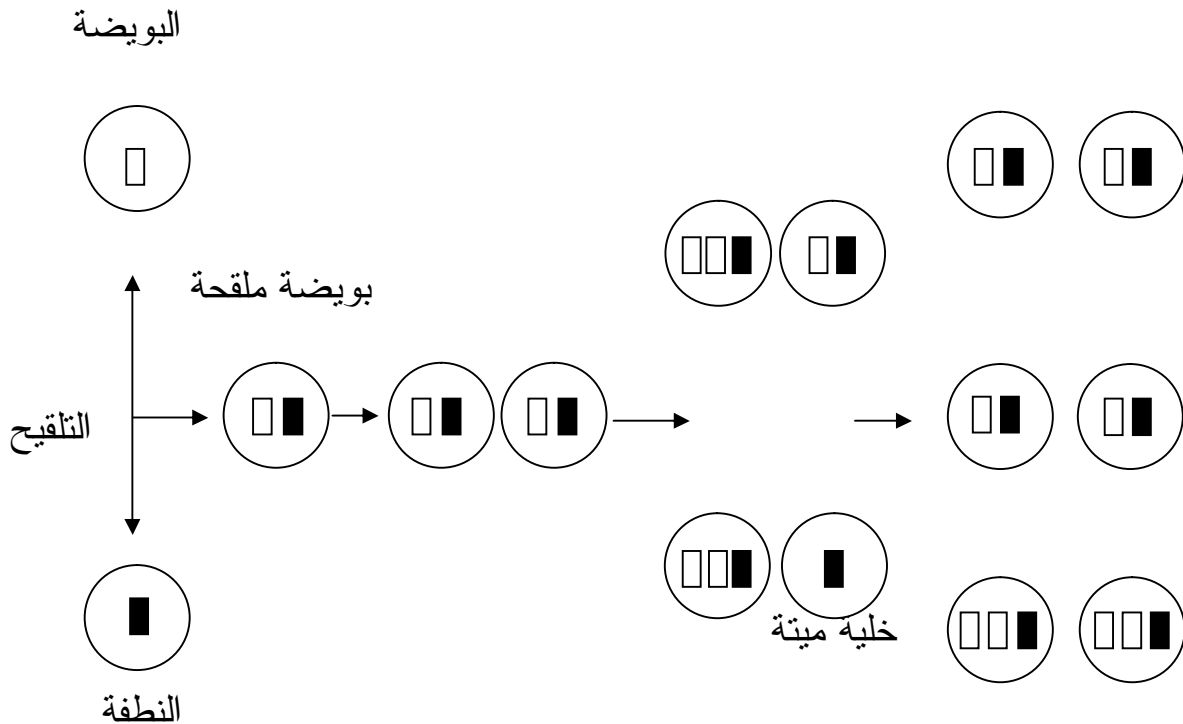 البويضة
بويضة ملقحة
التلقيح
خلية ميتة
النطفة